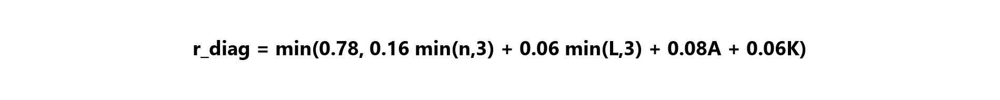 r_diag = min(0.78, 0.16 min(n,3) + 0.06 min(L,3) + 0.08A + 0.06K)